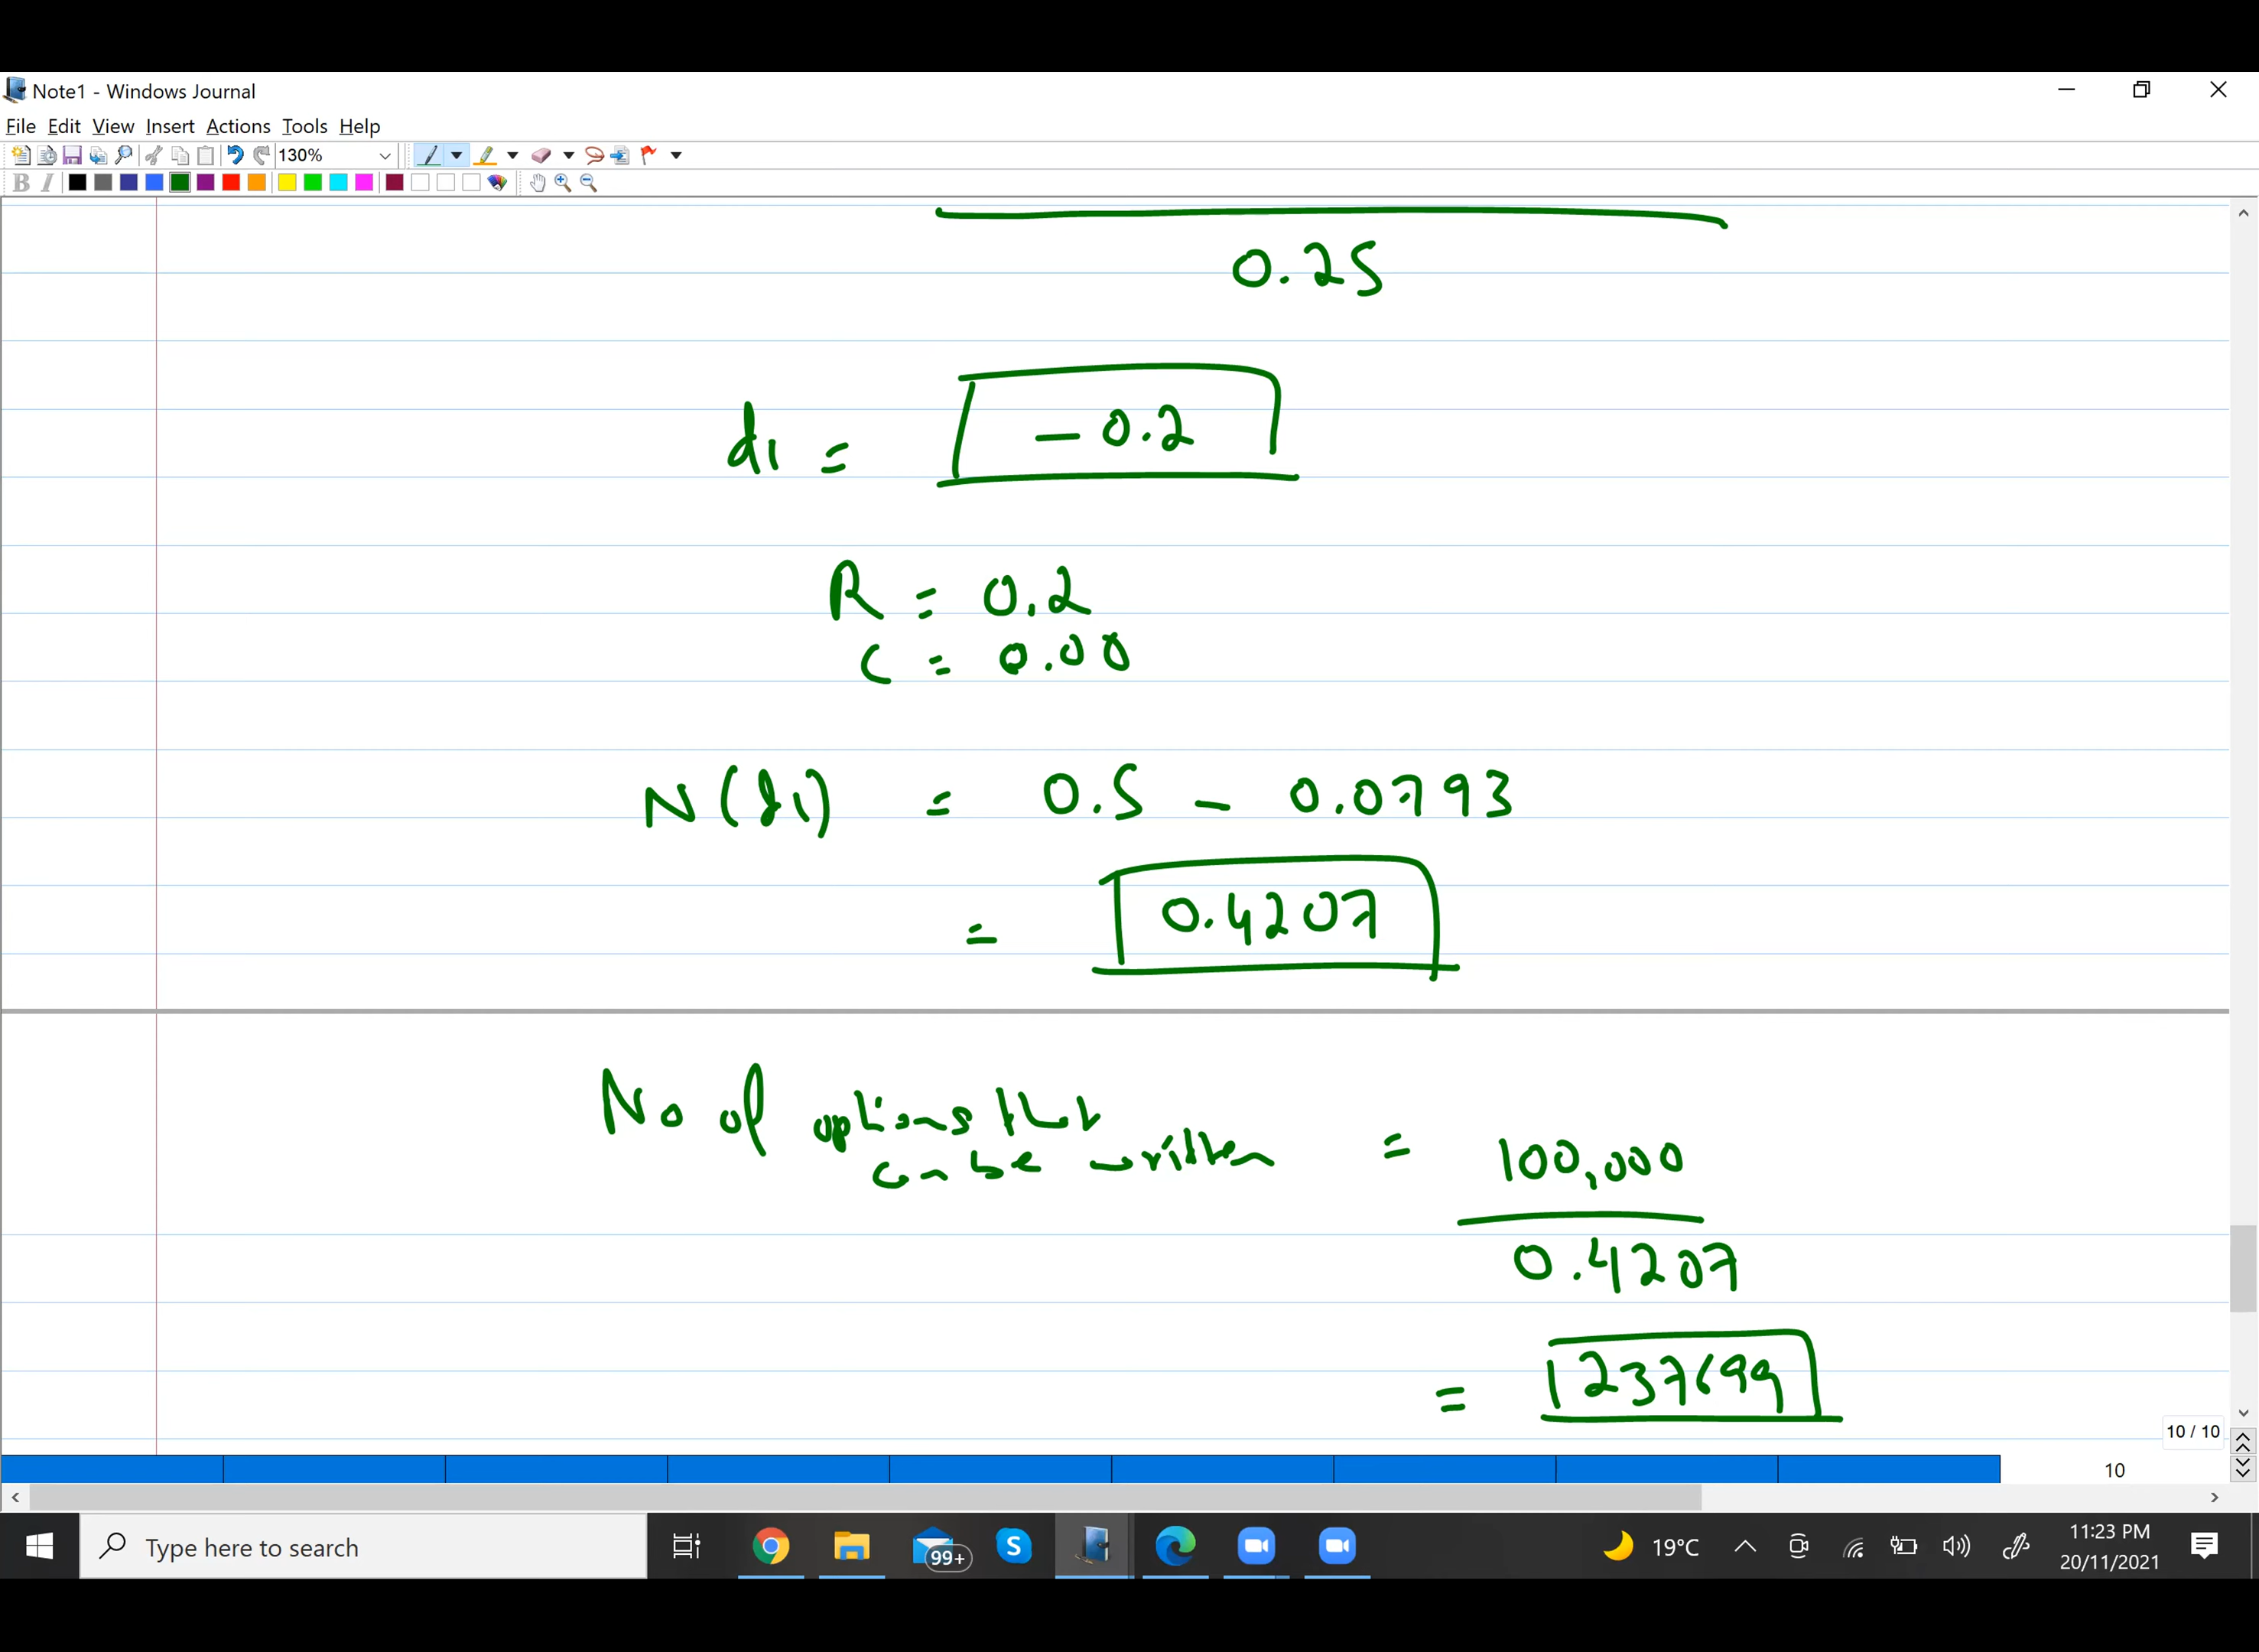 Note1 - Windows Journal
File Edit View Insert Actions Tools Help
130%
B I
0.25
d1 = - 0.2
R = 0.2
C = 0.00
N(d1) = 0.5 - 0.0793
= 0.4207
No of options that
can be written = 100,000
0.4207
= 237699
10 / 10
10
Type here to search
99+
S
19°C
11:23 PM
20/11/2021